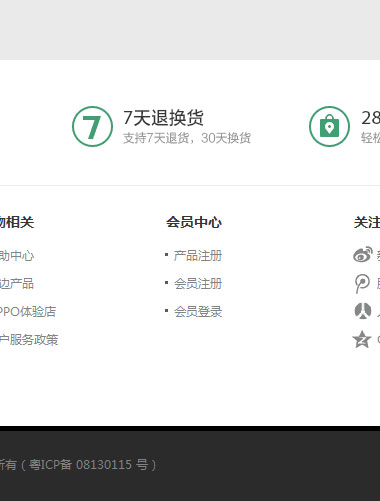 7 7天退换货 28
支持7天退货，30天换货 轻松
相关 会员中心 关注
助中心 产品注册
边产品 会员注册
PPO体验店 会员登录
户服务政策
所有 ( 粤ICP备 08130115 号 )